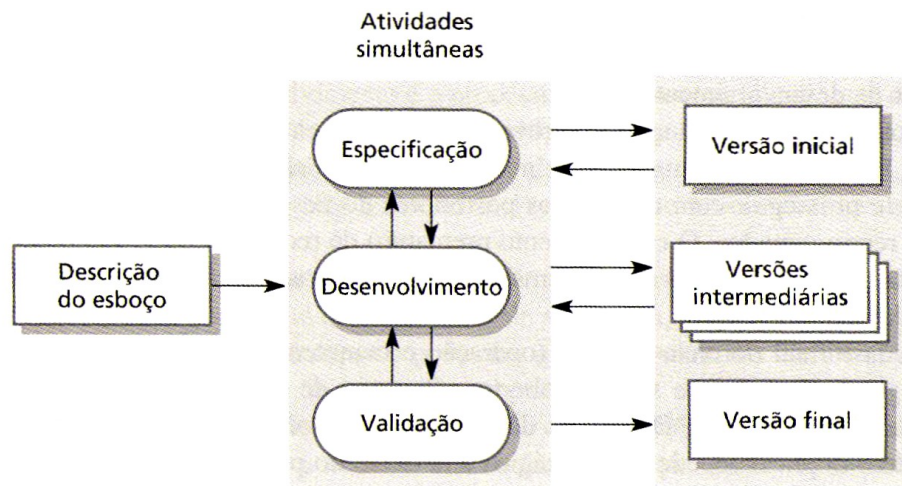 Atividades
simultâneas
Especificação
Versão inicial
Descrição
do esboço
Desenvolvimento
Versões
intermediárias
Validação
Versão final